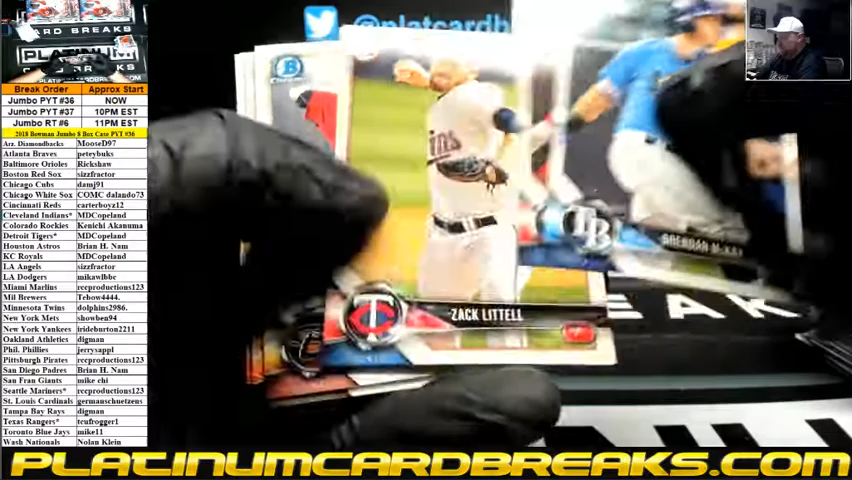 @platcardb
CARD BREAKS
PLATINUM
Break Order Approx Start
Jumbo PYT #36 NOW
Jumbo PYT #37 10PM EST
Jumbo RT #6 11PM EST
2018 Bowman Jumbo 8 Box Case PYT #36
Arz. Diamondbacks MooseD97
Atlanta Braves peteybuks
Baltimore Orioles Rickshaw
Boston Red Sox sizzfractor
Chicago Cubs damj91
Chicago White Sox COMC dalando73
Cincinnati Reds carterboyz12
Cleveland Indians* MDCopeland
Colorado Rockies Kenichi Akanuma
Detroit Tigers* MDCopeland
Houston Astros Brian H. Nam
KC Royals MDCopeland
LA Angels sizzfractor
LA Dodgers mikawlbbc
Miami Marlins rccproductions123
Mil Brewers Tebow4444.
Minnesota Twins dolphins2986.
New York Mets showben94
New York Yankees irideburton2211
Oakland Athletics digman
Phil. Phillies jerrysappl
Pittsburgh Pirates rccproductions123
San Diego Padres Brian H. Nam
San Fran Giants mike chi
Seattle Mariners* rccproductions123
St. Louis Cardinals germanschuetzens
Tampa Bay Rays digman
Texas Rangers* tcufrogger1
Toronto Blue Jays mike11
Wash Nationals Nolan Klein
B
Chrome
TB
BRENDAN M
ZACK LITTELL
EAK
PLATINUMCARDBREAKS.COM